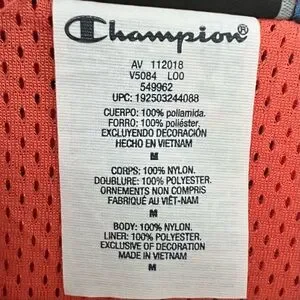 Champion
AV 112018
V5084 L00
549962
UPC: 192503244088
CUERPO: 100% poliamida.
FORRO: 100% poliéster.
EXCLUYENDO DECORACIÓN
HECHO EN VIETNAM
M
CORPS: 100% NYLON.
DOUBLURE: 100% POLYESTER.
ORNEMENTS NON COMPRIS
FABRIQUÉ AU VIÊT-NAM
M
BODY: 100% NYLON.
LINER: 100% POLYESTER.
EXCLUSIVE OF DECORATION
MADE IN VIETNAM
M